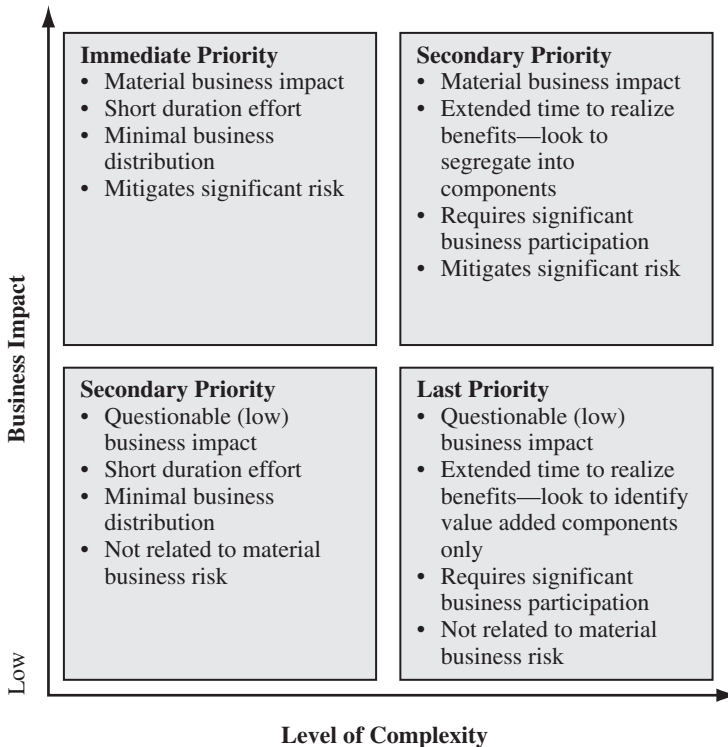 Immediate Priority
• Material business impact
• Short duration effort
• Minimal business
distribution
• Mitigates significant risk
Secondary Priority
• Material business impact
• Extended time to realize
benefits—look to
segregate into
components
• Requires significant
business participation
• Mitigates significant risk
Business Impact
Secondary Priority
• Questionable (low)
business impact
• Short duration effort
• Minimal business
distribution
• Not related to material
business risk
Last Priority
• Questionable (low)
business impact
• Extended time to realize
benefits—look to identify
value added components
only
• Requires significant
business participation
• Not related to material
business risk
Low
Level of Complexity